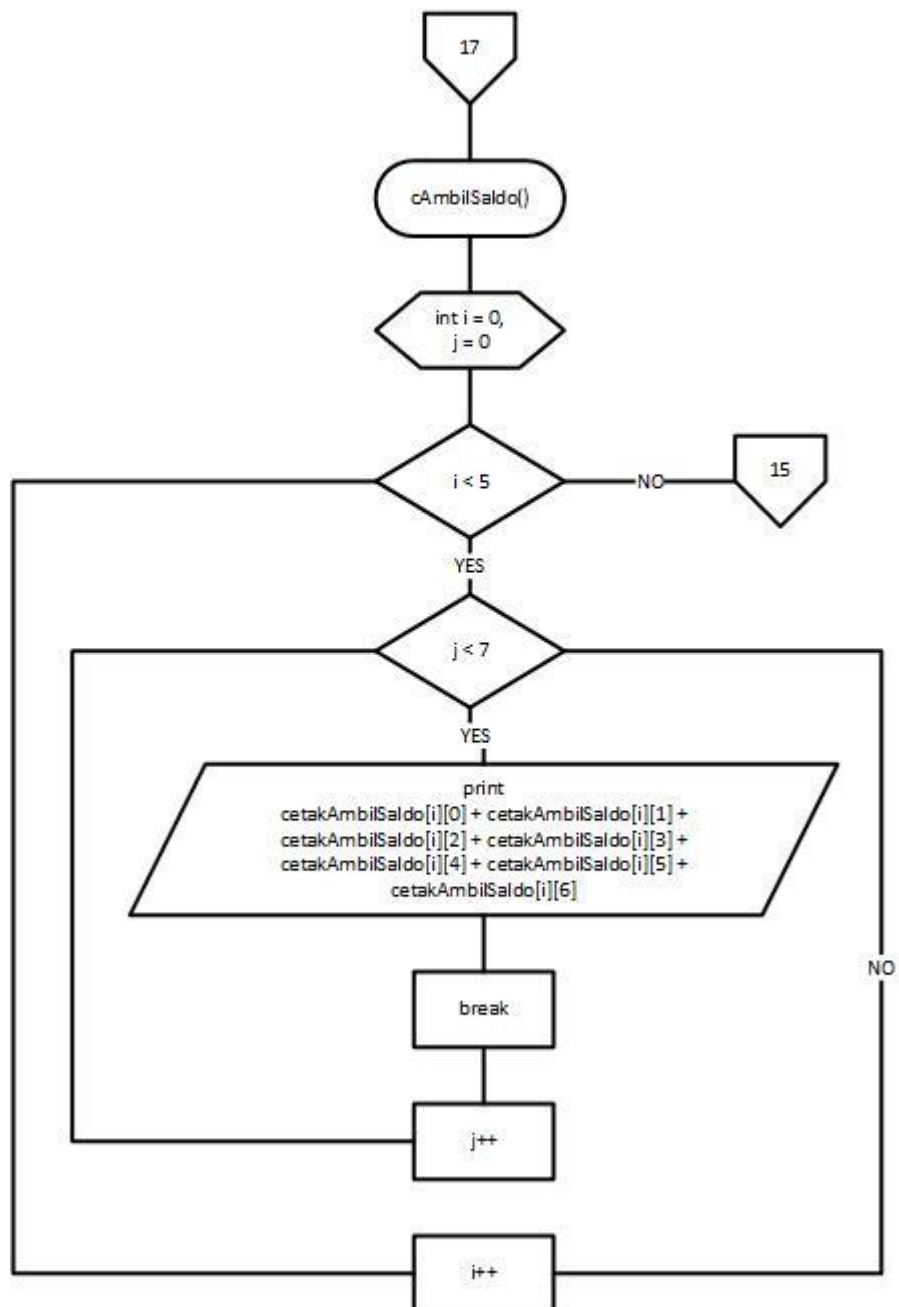 17
cAmbilSaldo()
int i = 0,
j = 0
i < 5
NO
15
YES
j < 7
YES
print
cetakAmbilSaldo[i][0] + cetakAmbilSaldo[i][1] +
cetakAmbilSaldo[i][2] + cetakAmbilSaldo[i][3] +
cetakAmbilSaldo[i][4] + cetakAmbilSaldo[i][5] +
cetakAmbilSaldo[i][6]
NO
break
j++
i++